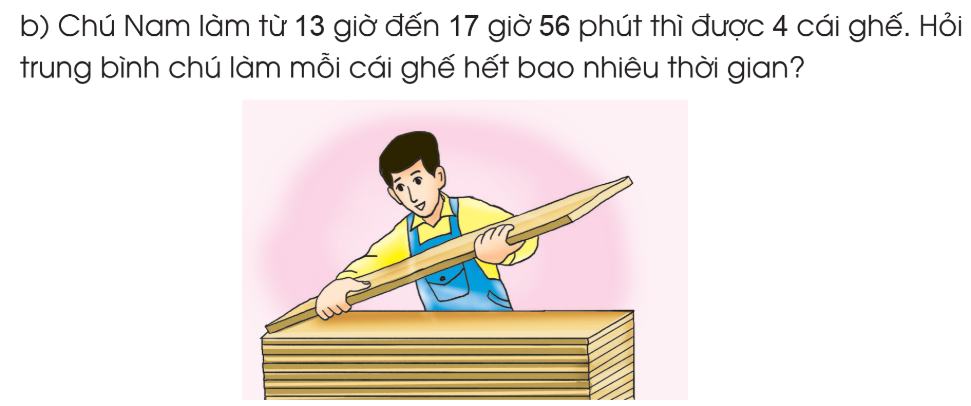 b) Chú Nam làm từ 13 giờ đến 17 giờ 56 phút thì được 4 cái ghế. Hỏi
trung bình chú làm mỗi cái ghế hết bao nhiêu thời gian?